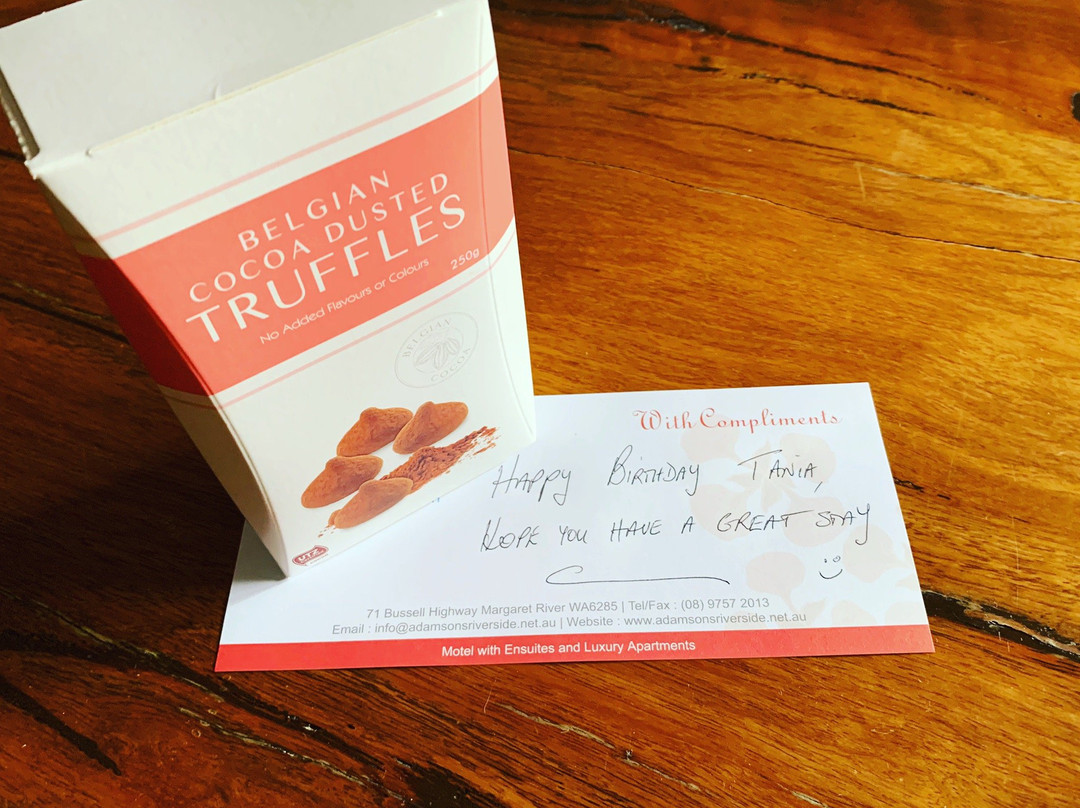 BELGIAN
COCOA DUSTED
TRUFFLES
No Added Flavours or Colours
250g
BELGIAN
COCOA
UTZ
With Compliments
HAPPY BIRTHDAY TANIA,
HOPE YOU HAVE A GREAT STAY
71 Bussell Highway Margaret River WA6285 | Tel/Fax : (08) 9757 2013
Email : info@adamsonsriverside.net.au | Website : www.adamsonsriverside.net.au
Motel with Ensuites and Luxury Apartments